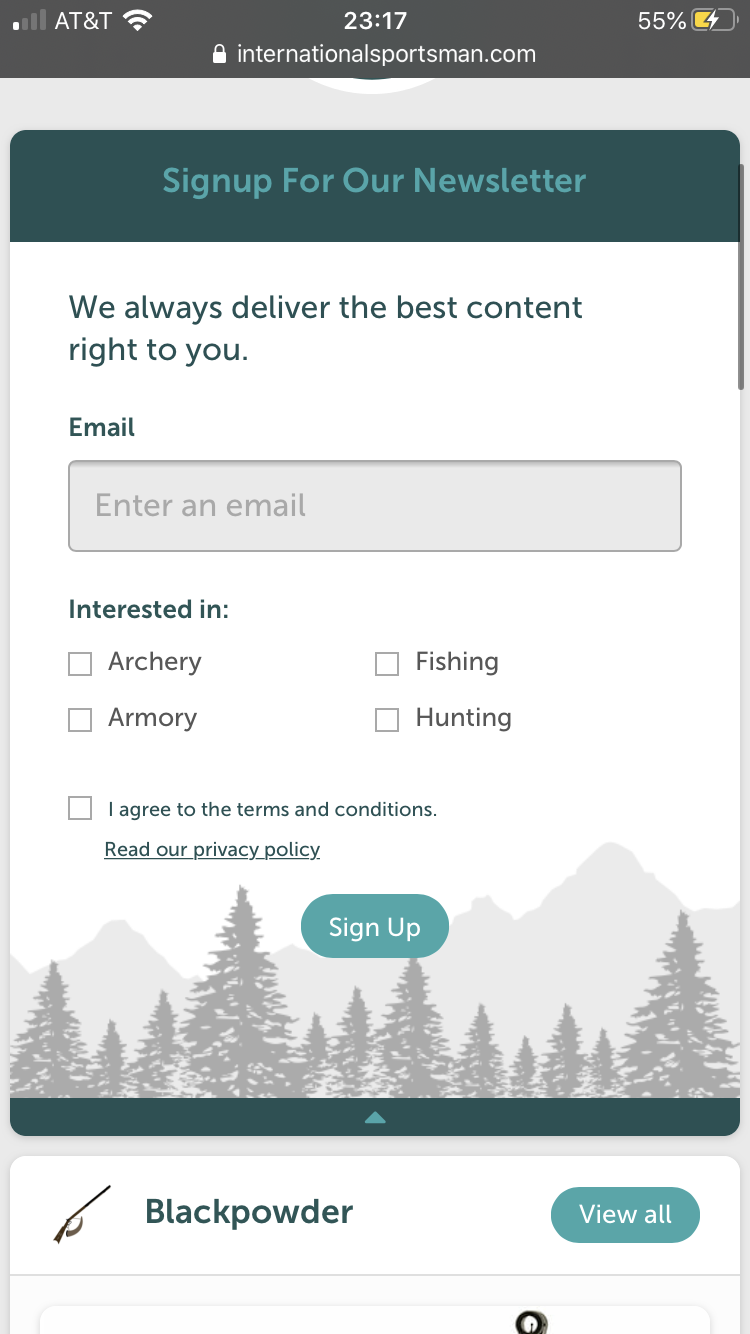 AT&T 23:17 55%
internationalsportsman.com
Signup For Our Newsletter
We always deliver the best content
right to you.
Email
Enter an email
Interested in:
Archery Fishing
Armory Hunting
I agree to the terms and conditions.
Read our privacy policy
Sign Up
Blackpowder View all